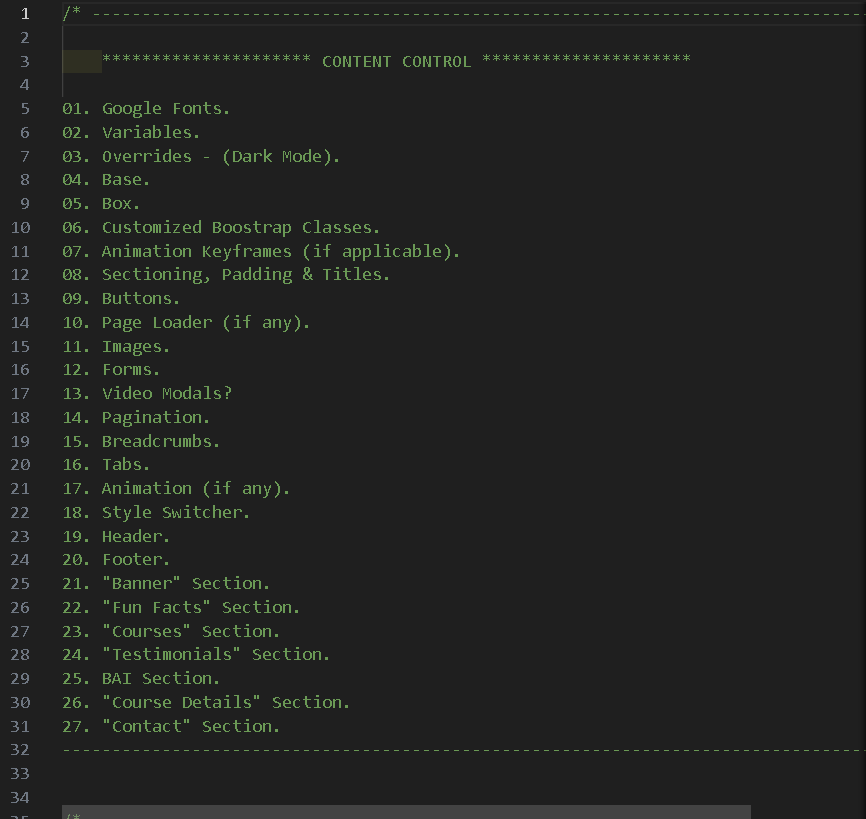 1 /* -----------------------------------------------------------------------------
2
3 ********************* CONTENT CONTROL *********************
4
5 01. Google Fonts.
6 02. Variables.
7 03. Overrides - (Dark Mode).
8 04. Base.
9 05. Box.
10 06. Customized Boostrap Classes.
11 07. Animation Keyframes (if applicable).
12 08. Sectioning, Padding & Titles.
13 09. Buttons.
14 10. Page Loader (if any).
15 11. Images.
16 12. Forms.
17 13. Video Modals?
18 14. Pagination.
19 15. Breadcrumbs.
20 16. Tabs.
21 17. Animation (if any).
22 18. Style Switcher.
23 19. Header.
24 20. Footer.
25 21. "Banner" Section.
26 22. "Fun Facts" Section.
27 23. "Courses" Section.
28 24. "Testimonials" Section.
29 25. BAI Section.
30 26. "Course Details" Section.
31 27. "Contact" Section.
32 --------------------------------------------------------------------------------
33
34
35 /*